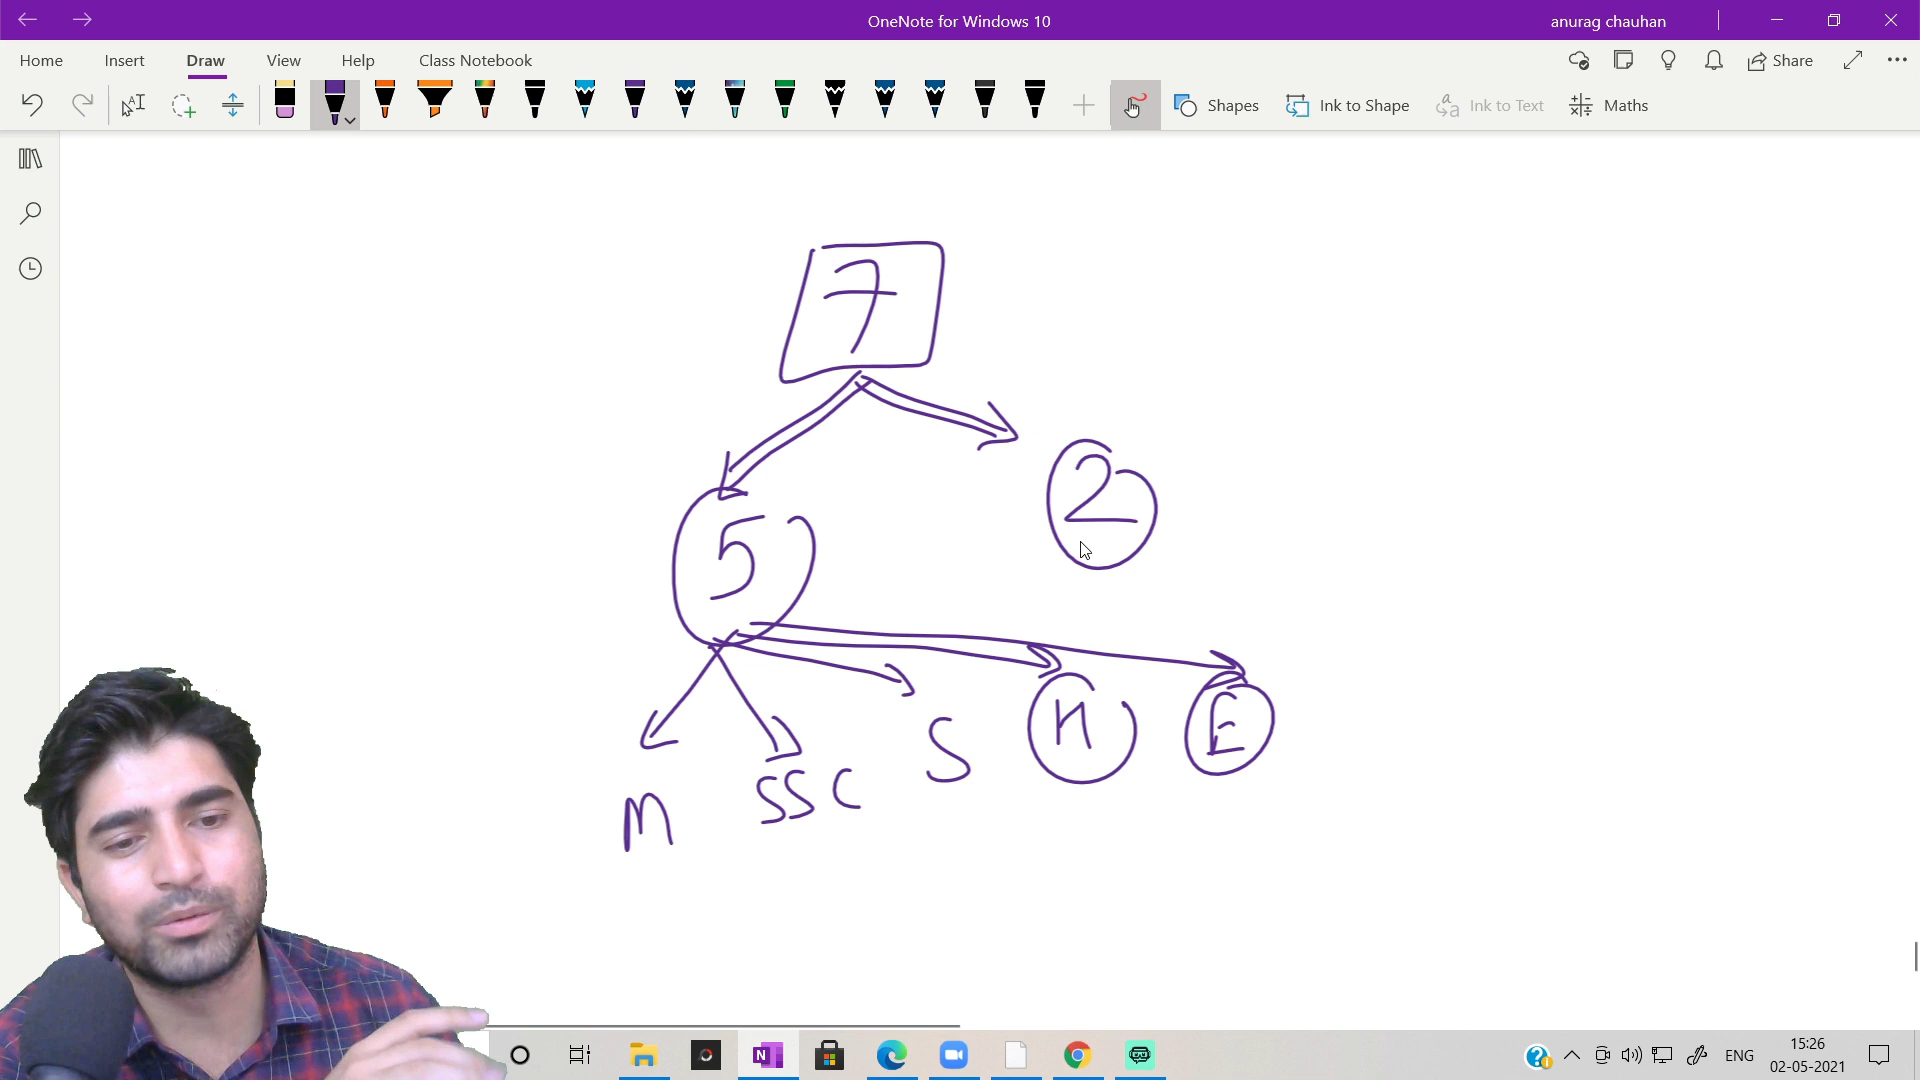 OneNote for Windows 10
anurag chauhan
Home Insert Draw View Help Class Notebook
Share
Shapes Ink to Shape Ink to Text Maths
7
2
5
M SSC S H E
ENG
15:26
02-05-2021